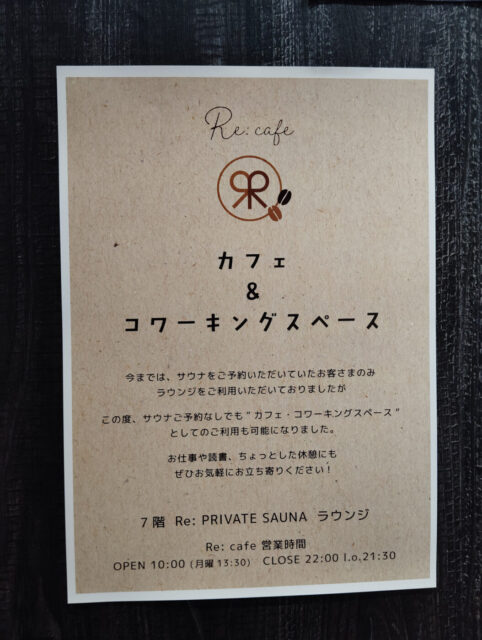 Re: cafe
RR
カフェ
&
コワーキングスペース
今までは、サウナをご予約いただいていたお客さまのみ
ラウンジをご利用いただいておりましたが
この度、サウナご予約なしでも"カフェ・コワーキングスペース"
としてのご利用も可能になりました。
お仕事や読書、ちょっとした休憩にも
ぜひお気軽にお立ち寄りください！
7階 Re: PRIVATE SAUNA ラウンジ
Re: cafe 営業時間
OPEN 10:00 (月曜 13:30) CLOSE 22:00 l.o.21:30